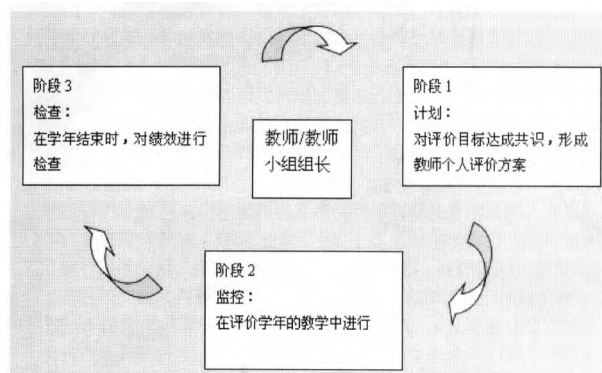 阶段 3
检查：
在学年结束时，对绩效进行
检查
教师/教师
小组组长
阶段 1
计划：
对评价目标达成共识，形成
教师个人评价方案
阶段 2
监控：
在评价学年的教学中进行